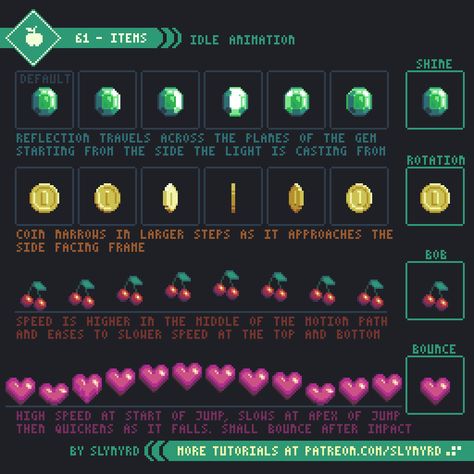 61 - ITEMS
IDLE ANIMATION
SHINE
DEFAULT
REFLECTION TRAVELS ACROSS THE PLANES OF THE GEM
STARTING FROM THE SIDE THE LIGHT IS CASTING FROM
ROTATION
COIN NARROWS IN LARGER STEPS AS IT APPROACHES THE
SIDE FACING FRAME
BOB
SPEED IS HIGHER IN THE MIDDLE OF THE MOTION PATH
AND EASES TO SLOWER SPEED AT THE TOP AND BOTTOM
BOUNCE
HIGH SPEED AT START OF JUMP, SLOWS AT APEX OF JUMP
THEN QUICKENS AS IT FALLS. SMALL BOUNCE AFTER IMPACT
BY SLYNYRD
MORE TUTORIALS AT PATREON.COM/SLYNYRD